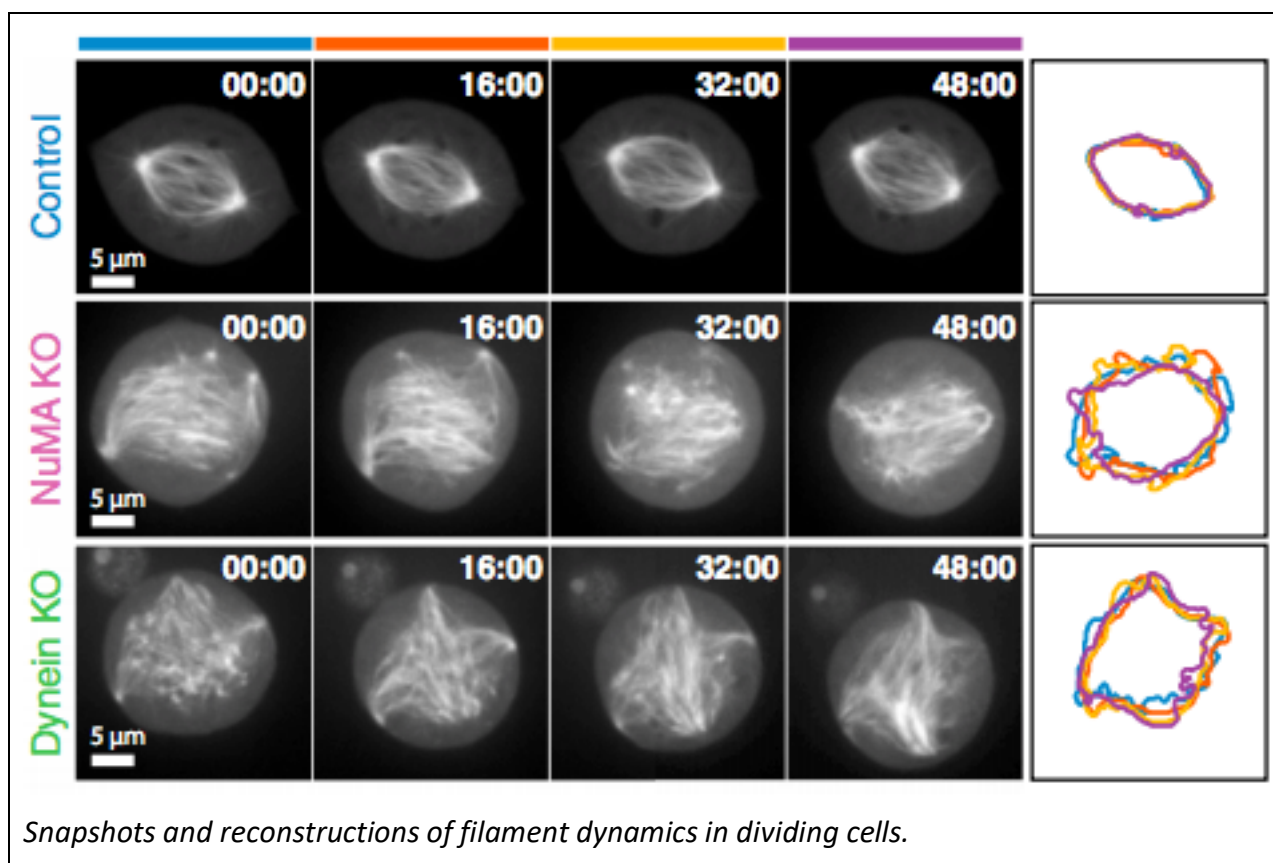 00:00 16:00 32:00 48:00
Control
5 µm
00:00 16:00 32:00 48:00
NuMA KO
5 µm
00:00 16:00 32:00 48:00
Dynein KO
5 µm
Snapshots and reconstructions of filament dynamics in dividing cells.